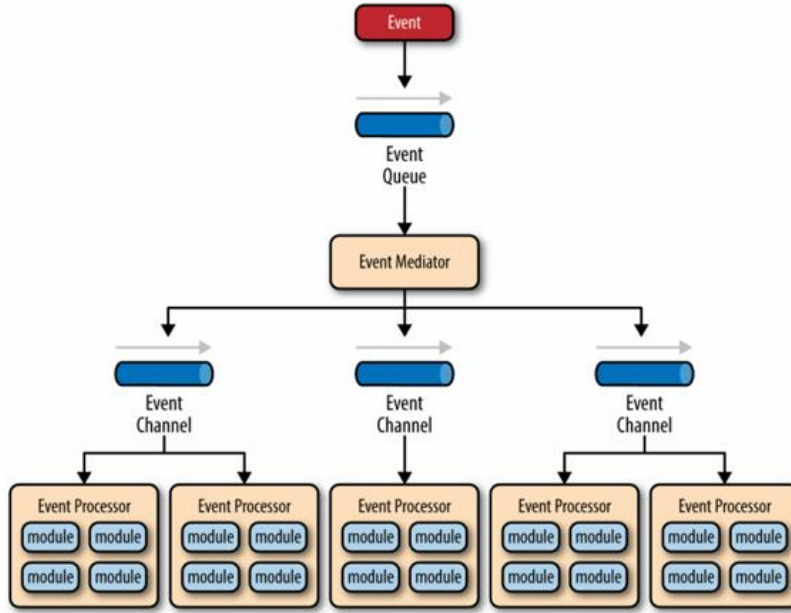 Event
Event
Queue
Event Mediator
Event
Channel
Event
Channel
Event
Channel
Event Processor
module module
module module
Event Processor
module module
module module
Event Processor
module module
module module
Event Processor
module module
module module
Event Processor
module module
module module